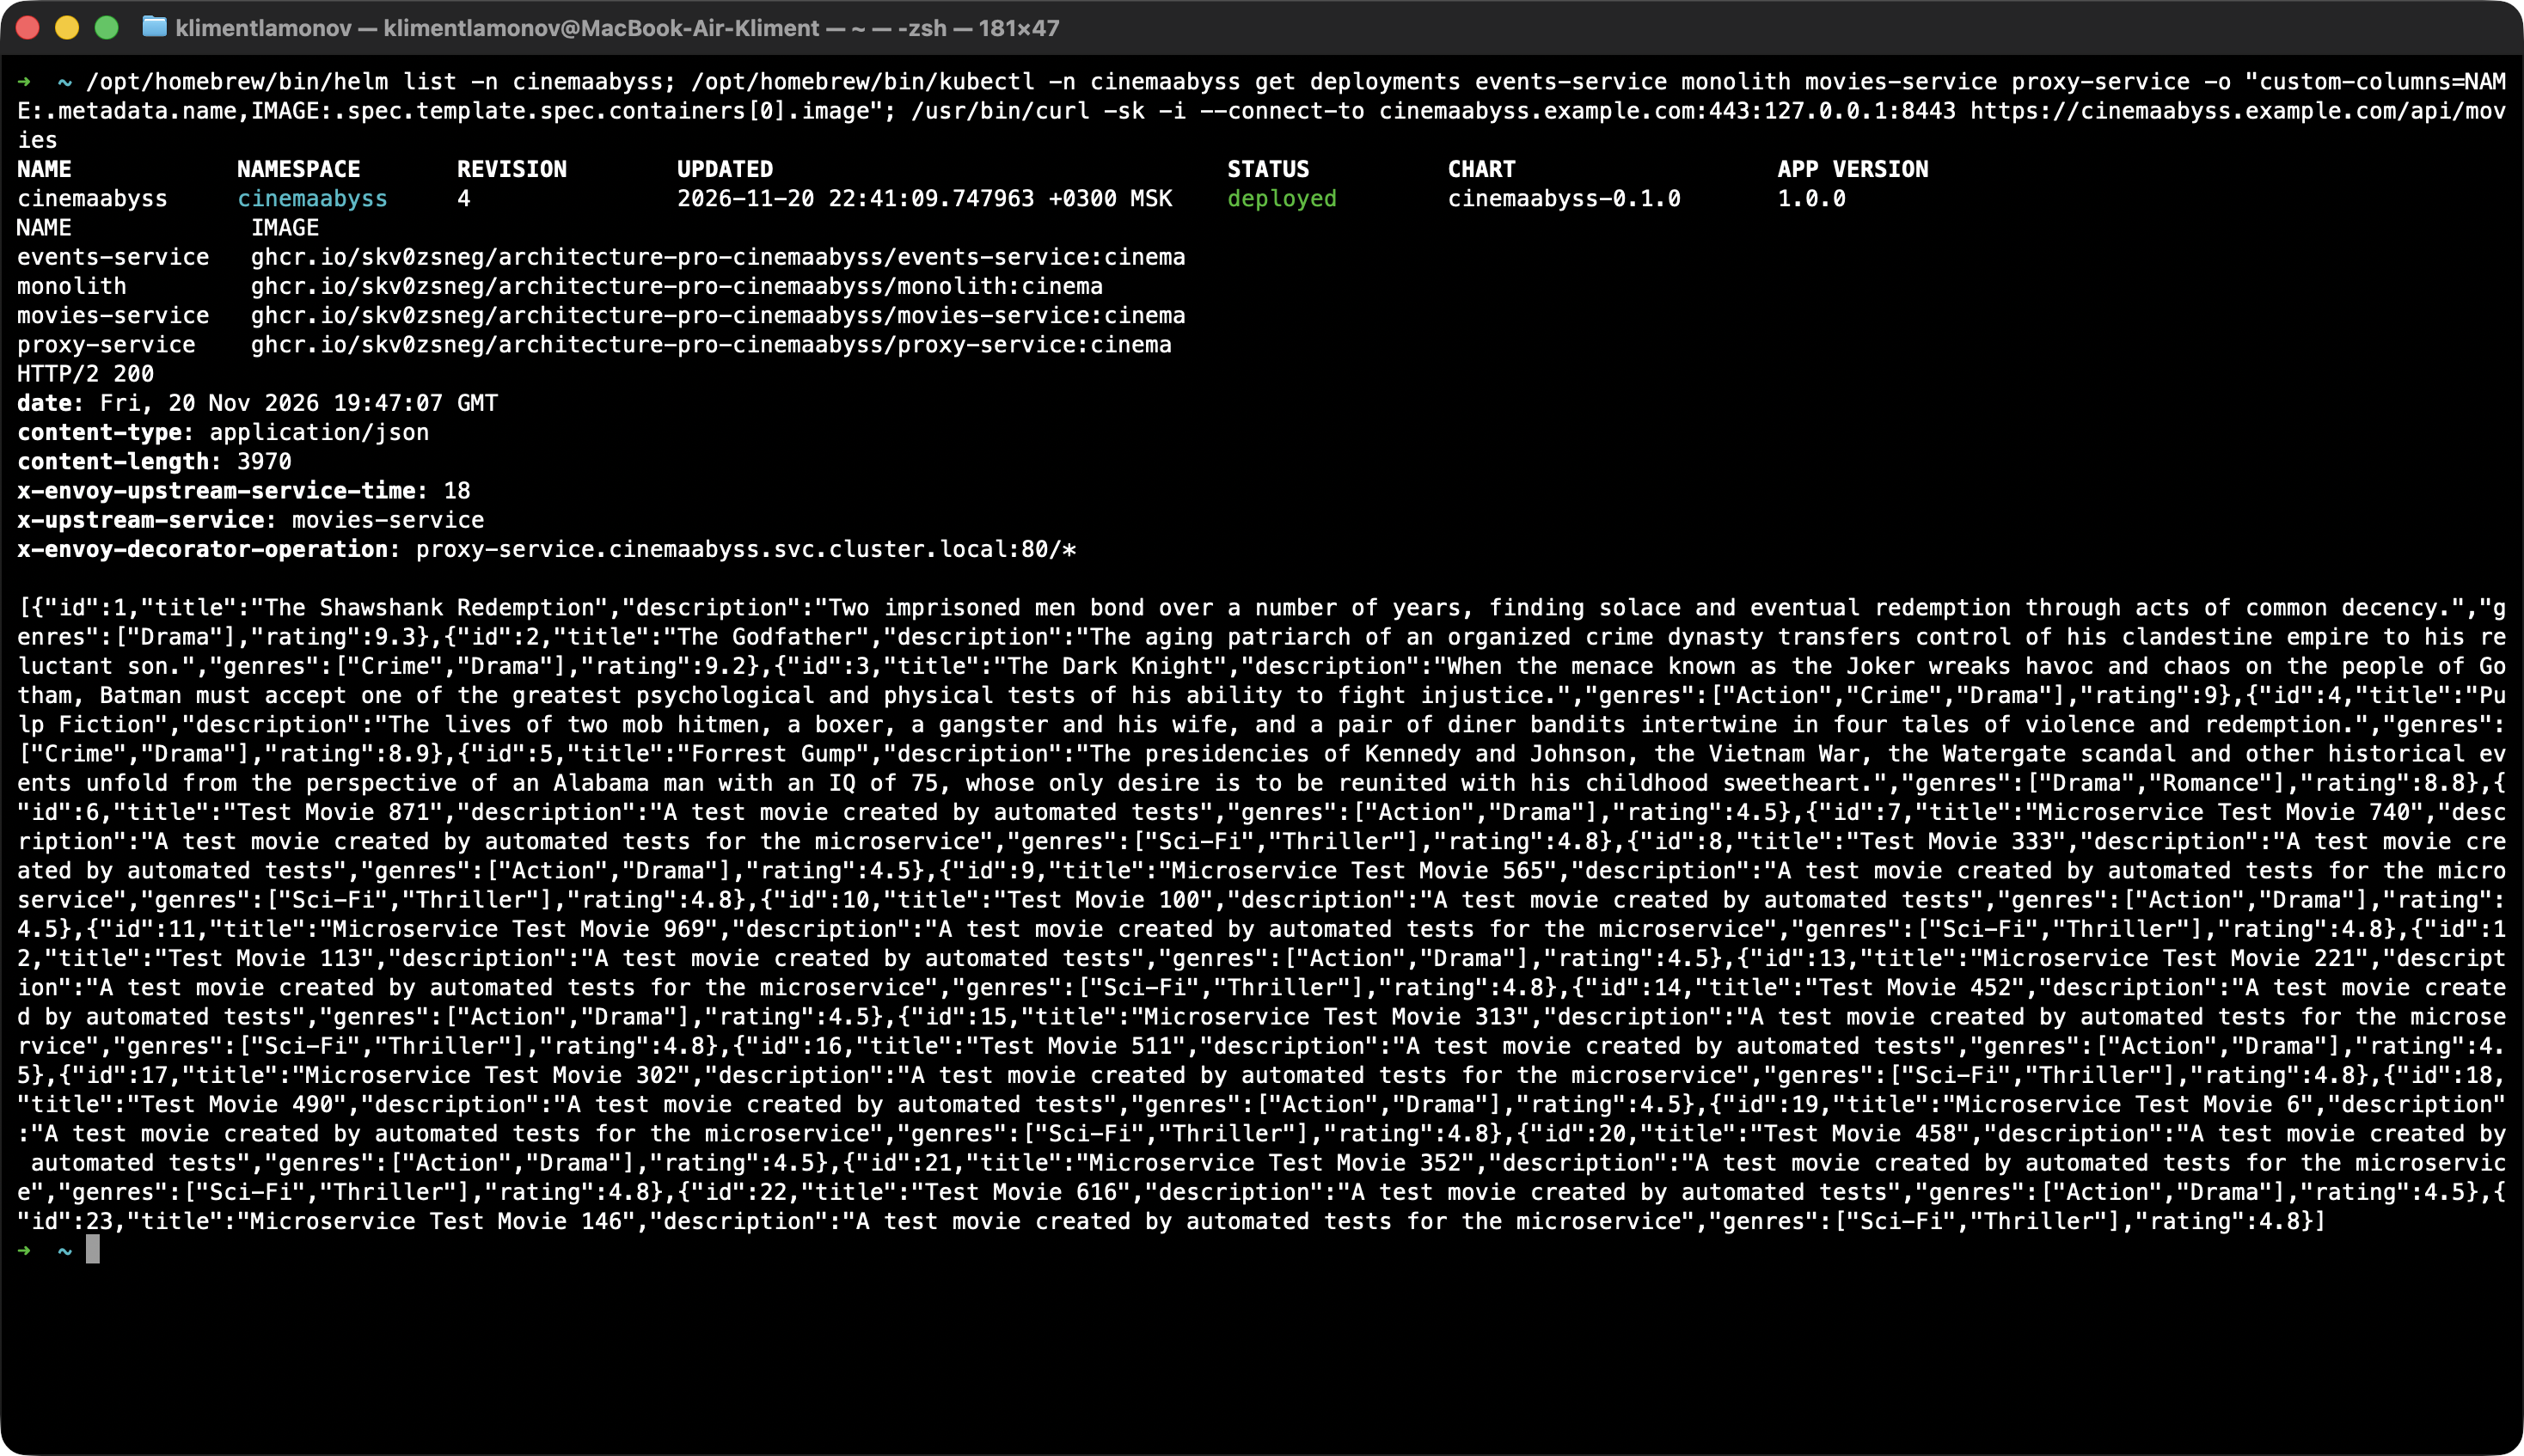 klimentlamonov — klimentlamonov@MacBook-Air-Kliment — ~ — -zsh — 181×47
➜  ~ /opt/homebrew/bin/helm list -n cinemaabyss; /opt/homebrew/bin/kubectl -n cinemaabyss get deployments events-service monolith movies-service proxy-service -o "custom-columns=NAM
E:.metadata.name,IMAGE:.spec.template.spec.containers[0].image"; /usr/bin/curl -sk -i --connect-to cinemaabyss.example.com:443:127.0.0.1:8443 https://cinemaabyss.example.com/api/mov
ies
NAME            NAMESPACE       REVISION        UPDATED                                 STATUS          CHART                   APP VERSION
cinemaabyss     cinemaabyss     4               2026-11-20 22:41:09.747963 +0300 MSK    deployed        cinemaabyss-0.1.0       1.0.0
NAME             IMAGE
events-service   ghcr.io/skv0zsneg/architecture-pro-cinemaabyss/events-service:cinema
monolith         ghcr.io/skv0zsneg/architecture-pro-cinemaabyss/monolith:cinema
movies-service   ghcr.io/skv0zsneg/architecture-pro-cinemaabyss/movies-service:cinema
proxy-service    ghcr.io/skv0zsneg/architecture-pro-cinemaabyss/proxy-service:cinema
HTTP/2 200
date: Fri, 20 Nov 2026 19:47:07 GMT
content-type: application/json
content-length: 3970
x-envoy-upstream-service-time: 18
x-upstream-service: movies-service
x-envoy-decorator-operation: proxy-service.cinemaabyss.svc.cluster.local:80/*

[{"id":1,"title":"The Shawshank Redemption","description":"Two imprisoned men bond over a number of years, finding solace and eventual redemption through acts of common decency.","g
enres":["Drama"],"rating":9.3},{"id":2,"title":"The Godfather","description":"The aging patriarch of an organized crime dynasty transfers control of his clandestine empire to his re
luctant son.","genres":["Crime","Drama"],"rating":9.2},{"id":3,"title":"The Dark Knight","description":"When the menace known as the Joker wreaks havoc and chaos on the people of Go
tham, Batman must accept one of the greatest psychological and physical tests of his ability to fight injustice.","genres":["Action","Crime","Drama"],"rating":9},{"id":4,"title":"Pu
lp Fiction","description":"The lives of two mob hitmen, a boxer, a gangster and his wife, and a pair of diner bandits intertwine in four tales of violence and redemption.","genres":
["Crime","Drama"],"rating":8.9},{"id":5,"title":"Forrest Gump","description":"The presidencies of Kennedy and Johnson, the Vietnam War, the Watergate scandal and other historical ev
ents unfold from the perspective of an Alabama man with an IQ of 75, whose only desire is to be reunited with his childhood sweetheart.","genres":["Drama","Romance"],"rating":8.8},{
"id":6,"title":"Test Movie 871","description":"A test movie created by automated tests","genres":["Action","Drama"],"rating":4.5},{"id":7,"title":"Microservice Test Movie 740","desc
ription":"A test movie created by automated tests for the microservice","genres":["Sci-Fi","Thriller"],"rating":4.8},{"id":8,"title":"Test Movie 333","description":"A test movie cre
ated by automated tests","genres":["Action","Drama"],"rating":4.5},{"id":9,"title":"Microservice Test Movie 565","description":"A test movie created by automated tests for the micro
service","genres":["Sci-Fi","Thriller"],"rating":4.8},{"id":10,"title":"Test Movie 100","description":"A test movie created by automated tests","genres":["Action","Drama"],"rating":
4.5},{"id":11,"title":"Microservice Test Movie 969","description":"A test movie created by automated tests for the microservice","genres":["Sci-Fi","Thriller"],"rating":4.8},{"id":1
2,"title":"Test Movie 113","description":"A test movie created by automated tests","genres":["Action","Drama"],"rating":4.5},{"id":13,"title":"Microservice Test Movie 221","descript
ion":"A test movie created by automated tests for the microservice","genres":["Sci-Fi","Thriller"],"rating":4.8},{"id":14,"title":"Test Movie 452","description":"A test movie create
d by automated tests","genres":["Action","Drama"],"rating":4.5},{"id":15,"title":"Microservice Test Movie 313","description":"A test movie created by automated tests for the microse
rvice","genres":["Sci-Fi","Thriller"],"rating":4.8},{"id":16,"title":"Test Movie 511","description":"A test movie created by automated tests","genres":["Action","Drama"],"rating":4.
5},{"id":17,"title":"Microservice Test Movie 302","description":"A test movie created by automated tests for the microservice","genres":["Sci-Fi","Thriller"],"rating":4.8},{"id":18,
"title":"Test Movie 490","description":"A test movie created by automated tests","genres":["Action","Drama"],"rating":4.5},{"id":19,"title":"Microservice Test Movie 6","description"
:"A test movie created by automated tests for the microservice","genres":["Sci-Fi","Thriller"],"rating":4.8},{"id":20,"title":"Test Movie 458","description":"A test movie created by
 automated tests","genres":["Action","Drama"],"rating":4.5},{"id":21,"title":"Microservice Test Movie 352","description":"A test movie created by automated tests for the microservic
e","genres":["Sci-Fi","Thriller"],"rating":4.8},{"id":22,"title":"Test Movie 616","description":"A test movie created by automated tests","genres":["Action","Drama"],"rating":4.5},{
"id":23,"title":"Microservice Test Movie 146","description":"A test movie created by automated tests for the microservice","genres":["Sci-Fi","Thriller"],"rating":4.8}]
➜  ~